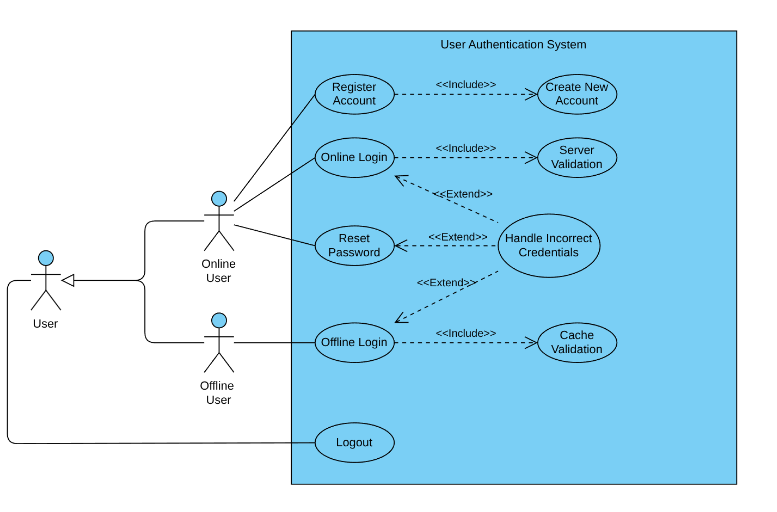 User Authentication System
Register
Account
<<Include>>
Create New
Account
Online Login
<<Include>>
Server
Validation
<<Extend>>
Reset
Password
<<Extend>>
Handle Incorrect
Credentials
Online
User
<<Extend>>
User
Offline
User
Offline Login
<<Include>>
Cache
Validation
Logout